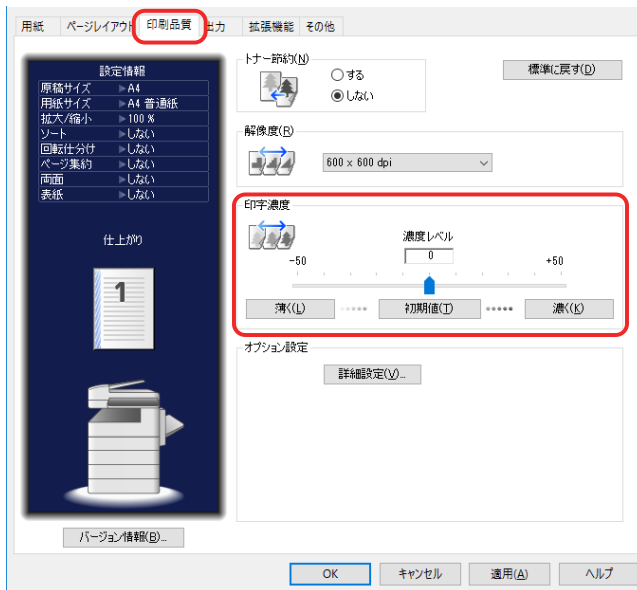 用紙 ページレイアウト 印刷品質 出力 拡張機能 その他
設定情報
原稿サイズ ▶A4
用紙サイズ ▶A4 普通紙
拡大/縮小 ▶100 %
ソート ▶しない
回転仕分け ▶しない
ページ集約 ▶しない
両面 ▶しない
表紙 ▶しない
仕上がり
1
バージョン情報(B)...
トナー節約(N)
する
しない
標準に戻す(D)
解像度(R)
600 x 600 dpi
印字濃度
濃度レベル
-50 0 +50
薄く(L) 初期値(T) 濃く(K)
オプション設定
詳細設定(V)...
OK キャンセル 適用(A) ヘルプ